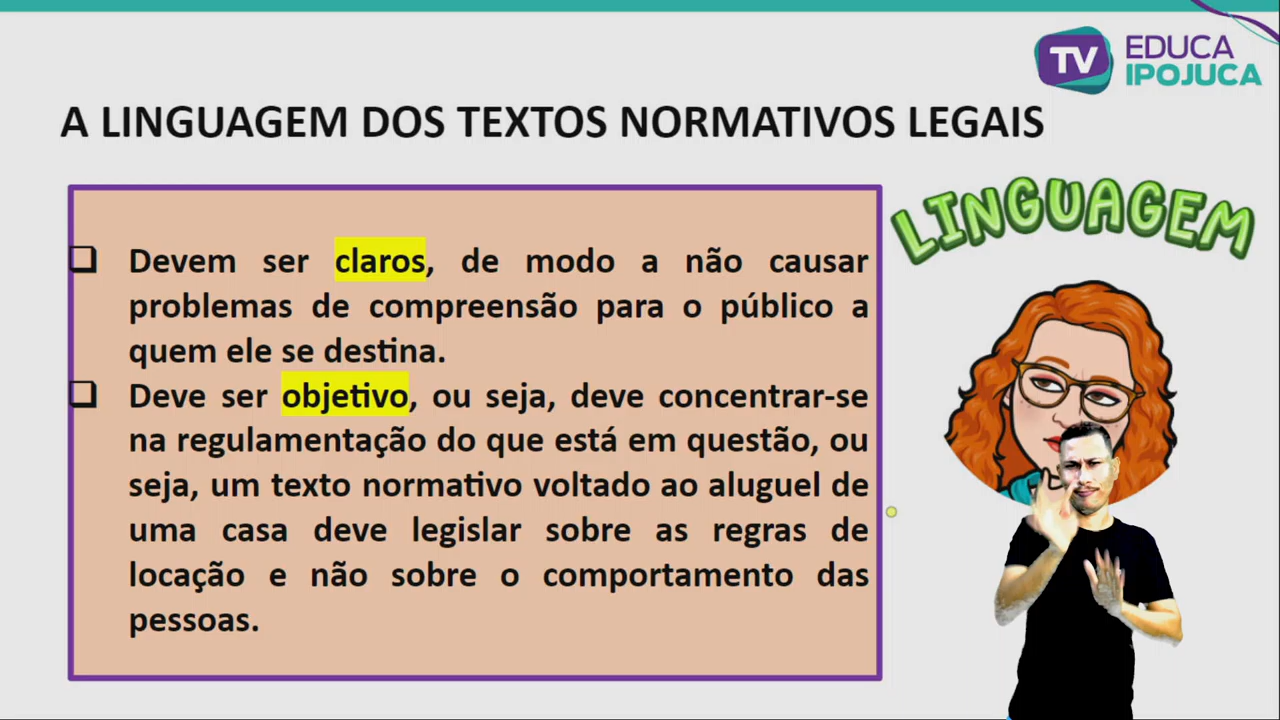 TV EDUCA
IPOJUCA
A LINGUAGEM DOS TEXTOS NORMATIVOS LEGAIS
LINGUAGEM
Devem ser claros, de modo a não causar
problemas de compreensão para o público a
quem ele se destina.
Deve ser objetivo, ou seja, deve concentrar-se
na regulamentação do que está em questão, ou
seja, um texto normativo voltado ao aluguel de
uma casa deve legislar sobre as regras de
locação e não sobre o comportamento das
pessoas.